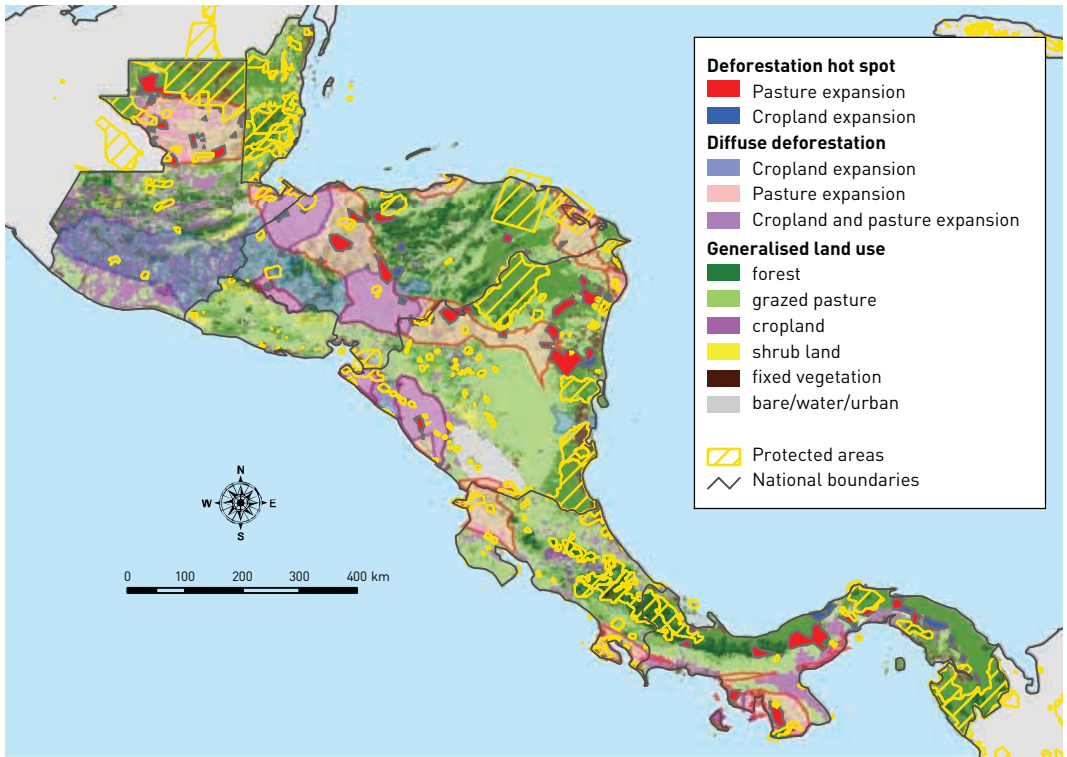 Deforestation hot spot
Pasture expansion
Cropland expansion
Diffuse deforestation
Cropland expansion
Pasture expansion
Cropland and pasture expansion
Generalised land use
forest
grazed pasture
cropland
shrub land
fixed vegetation
bare/water/urban
Protected areas
National boundaries
N
W E
S
0 100 200 300 400 km